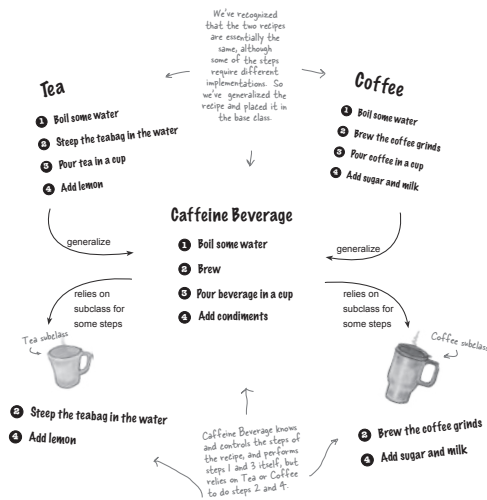 We've recognized
that the two recipes
are essentially the
same, although
some of the steps
require different
implementations. So
we've generalized the
recipe and placed it in
the base class.
Tea
1 Boil some water
2 Steep the teabag in the water
3 Pour tea in a cup
4 Add lemon
Coffee
1 Boil some water
2 Brew the coffee grinds
3 Pour coffee in a cup
4 Add sugar and milk
generalize
Caffeine Beverage
1 Boil some water
2 Brew
3 Pour beverage in a cup
4 Add condiments
generalize
relies on
subclass for
some steps
Tea subclass
relies on
subclass for
some steps
Coffee subclass
2 Steep the teabag in the water
4 Add lemon
Caffeine Beverage knows
and controls the steps of
the recipe, and performs
steps 1 and 3 itself, but
relies on Tea or Coffee
to do steps 2 and 4.
2 Brew the coffee grinds
4 Add sugar and milk